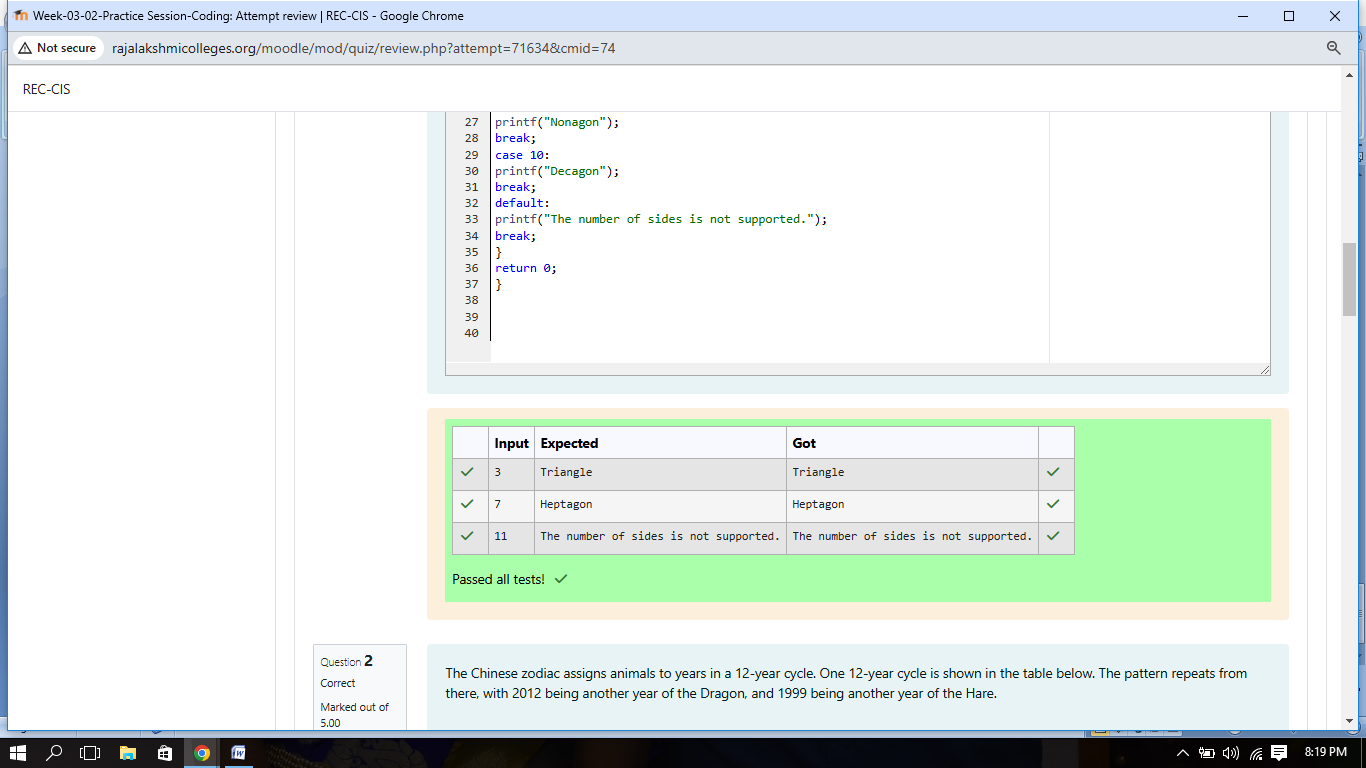 Week-03-02-Practice Session-Coding: Attempt review | REC-CIS - Google Chrome
Not secure rajalakshmicolleges.org/moodle/mod/quiz/review.php?attempt=71634&cmid=74
REC-CIS
27 printf("Nonagon");
28 break;
29 case 10:
30 printf("Decagon");
31 break;
32 default:
33 printf("The number of sides is not supported.");
34 break;
35 }
36 return 0;
37 }
38
39
40
Input Expected Got
3 Triangle Triangle
7 Heptagon Heptagon
11 The number of sides is not supported. The number of sides is not supported.
Passed all tests!
Question 2
Correct
Marked out of
5.00
The Chinese zodiac assigns animals to years in a 12-year cycle. One 12-year cycle is shown in the table below. The pattern repeats from
there, with 2012 being another year of the Dragon, and 1999 being another year of the Hare.
8:19 PM